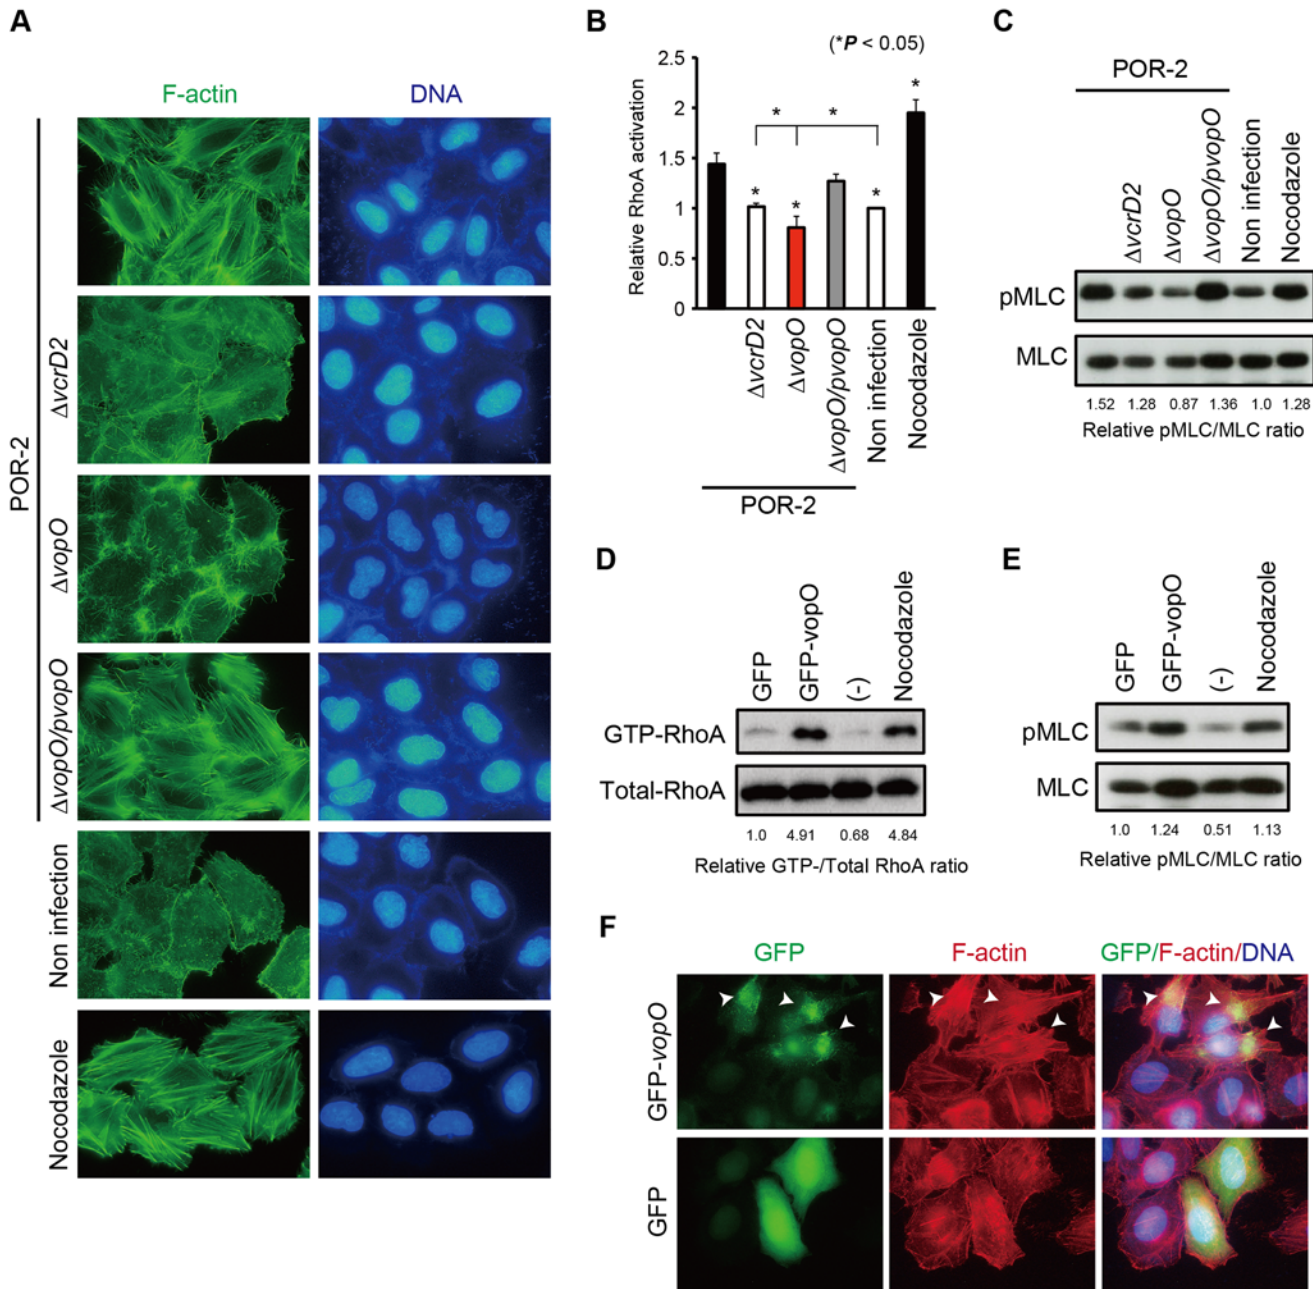 A
F-actin
DNA
POR-2
ΔvcrD2
ΔvopO
ΔvopO/pvopO
Non infection
Nocodazole
B
(*P < 0.05)
Relative RhoA activation
2.5
2
1.5
1
0.5
0
*
*
*
*
*
*
ΔvcrD2
ΔvopO
ΔvopO/pvopO
Non infection
Nocodazole
POR-2
C
POR-2
ΔvcrD2
ΔvopO
ΔvopO/pvopO
Non infection
Nocodazole
pMLC
MLC
1.52 1.28 0.87 1.36 1.0 1.28
Relative pMLC/MLC ratio
D
GFP
GFP-vopO
(-)
Nocodazole
GTP-RhoA
Total-RhoA
1.0 4.91 0.68 4.84
Relative GTP-/Total RhoA ratio
E
GFP
GFP-vopO
(-)
Nocodazole
pMLC
MLC
1.0 1.24 0.51 1.13
Relative pMLC/MLC ratio
F
GFP
F-actin
GFP/F-actin/DNA
GFP-vopO
GFP